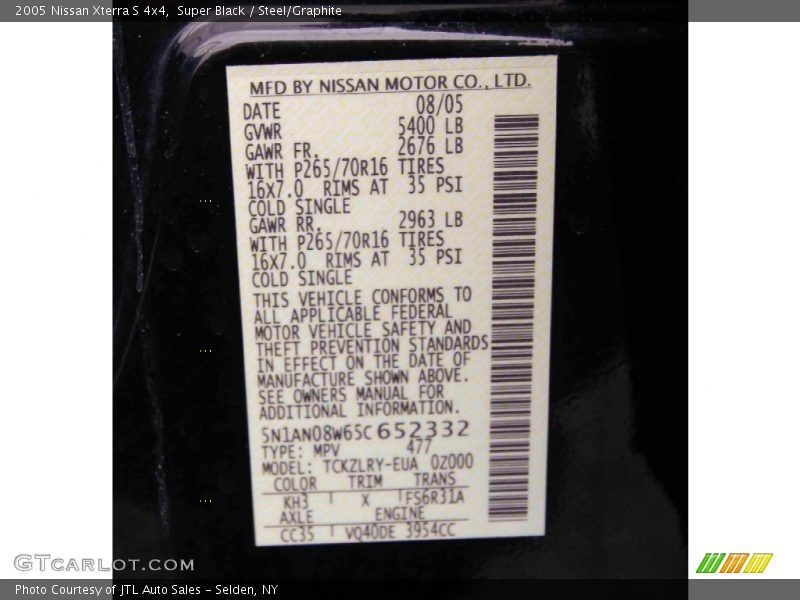 2005 Nissan Xterra S 4x4, Super Black / Steel/Graphite
MFD BY NISSAN MOTOR CO., LTD.
DATE 08/05
GVWR 5400 LB
GAWR FR. 2676 LB
WITH P265/70R16 TIRES
16X7.0 RIMS AT 35 PSI
COLD SINGLE
GAWR RR. 2963 LB
WITH P265/70R16 TIRES
16X7.0 RIMS AT 35 PSI
COLD SINGLE
THIS VEHICLE CONFORMS TO
ALL APPLICABLE FEDERAL
MOTOR VEHICLE SAFETY AND
THEFT PREVENTION STANDARDS
IN EFFECT ON THE DATE OF
MANUFACTURE SHOWN ABOVE.
SEE OWNERS MANUAL FOR
ADDITIONAL INFORMATION.
5N1AN08W65C652332
TYPE: MPV 477
MODEL: TCKZLRY-EUA 0Z000
COLOR TRIM TRANS
KH3 X FS6R31A
AXLE ENGINE
CC35 VQ40DE 3954CC
GTCarLot.com
Photo Courtesy of JTL Auto Sales - Selden, NY